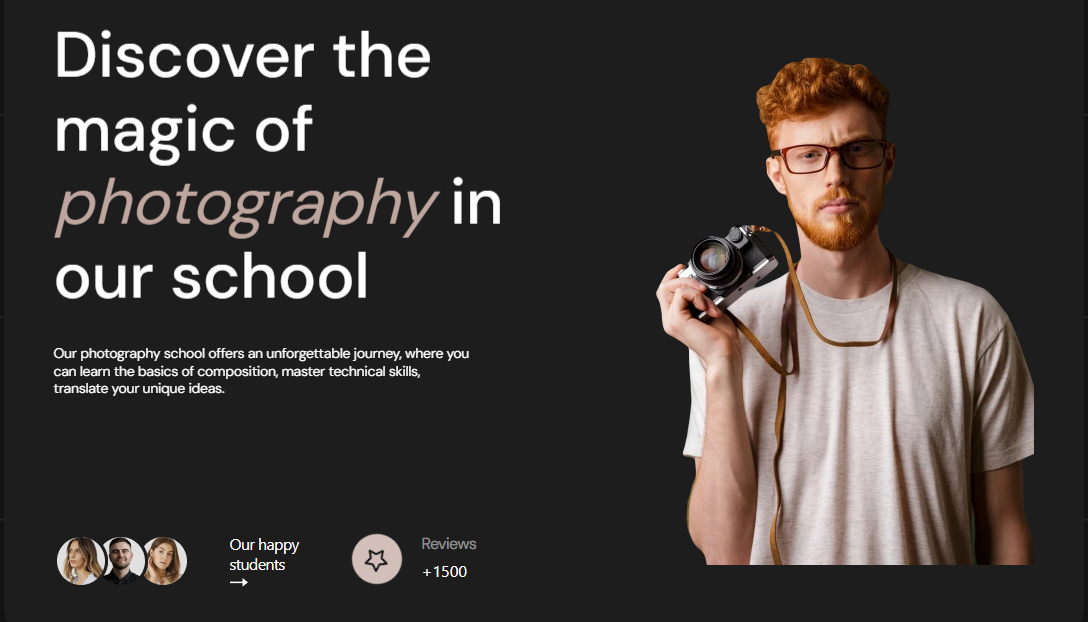 Discover the
magic of
photography in
our school
Our photography school offers an unforgettable journey, where you
can learn the basics of composition, master technical skills,
translate your unique ideas.
Our happy
students
→
Reviews
+1500